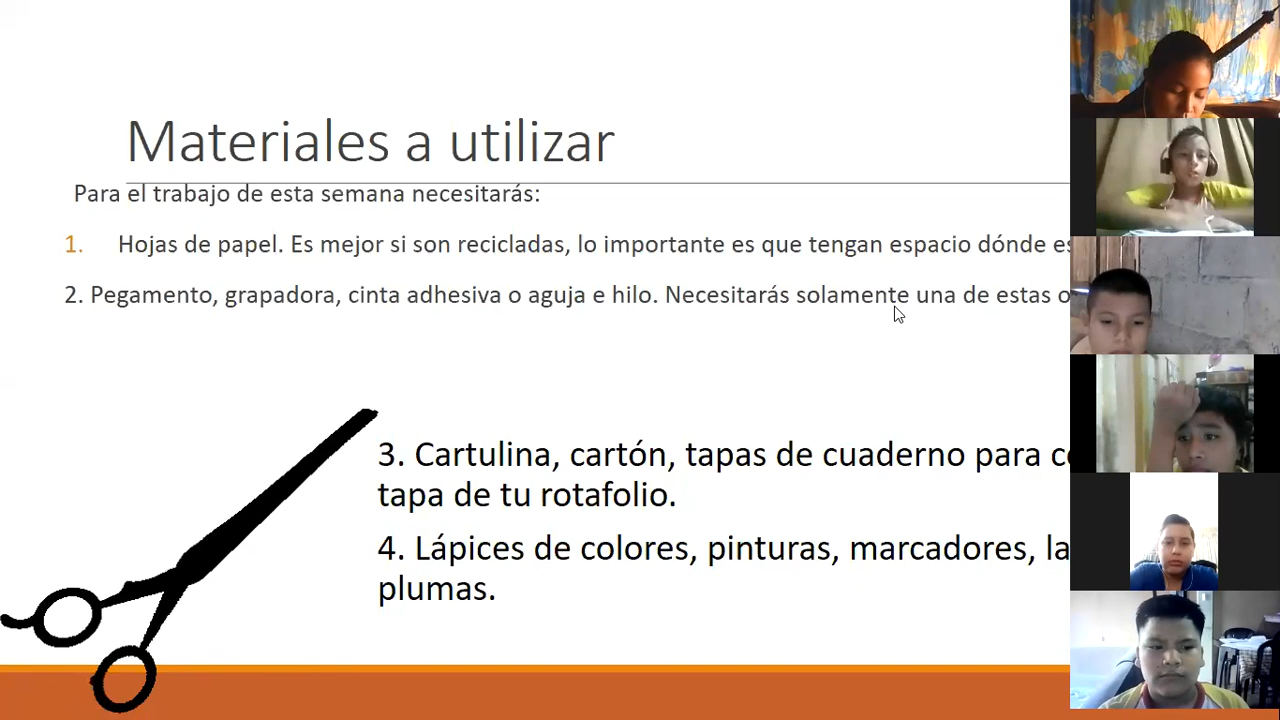 Materiales a utilizar
Para el trabajo de esta semana necesitarás:
1. Hojas de papel. Es mejor si son recicladas, lo importante es que tengan espacio dónde
2. Pegamento, grapadora, cinta adhesiva o aguja e hilo. Necesitarás solamente una de estas
3. Cartulina, cartón, tapas de cuaderno para
tapa de tu rotafolio.
4. Lápices de colores, pinturas, marcadores,
plumas.